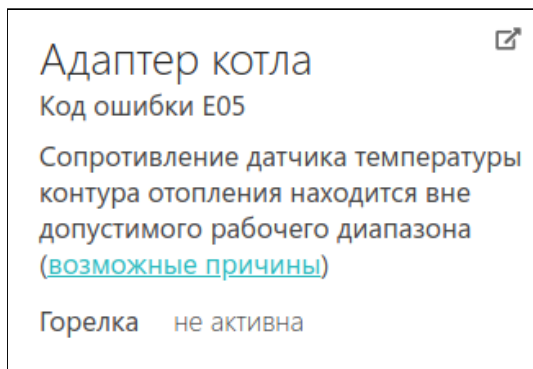 Адаптер котла
Код ошибки E05
Сопротивление датчика температуры
контура отопления находится вне
допустимого рабочего диапазона
(возможные причины)
Горелка не активна